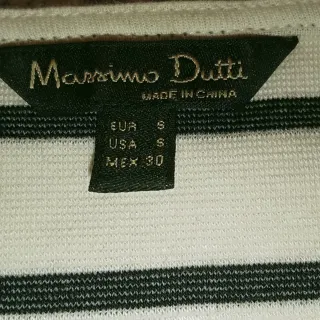 Massimo Dutti
MADE IN CHINA
EUR S
USA S
MEX 30